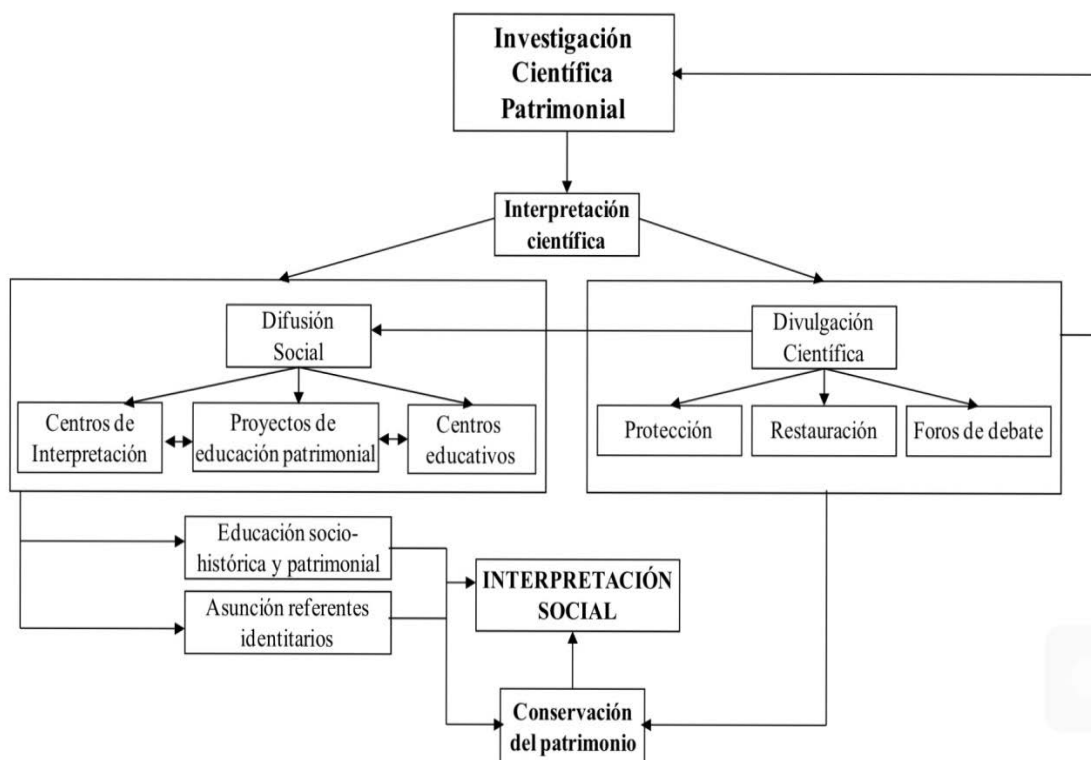 Investigación
Científica
Patrimonial
Interpretación
científica
Difusión
Social
Divulgación
Científica
Centros de
Interpretación
Proyectos de
educación patrimonial
Centros
educativos
Protección
Restauración
Foros de debate
Educación socio-
histórica y patrimonial
Asunción referentes
identitarios
INTERPRETACIÓN
SOCIAL
Conservación
del patrimonio